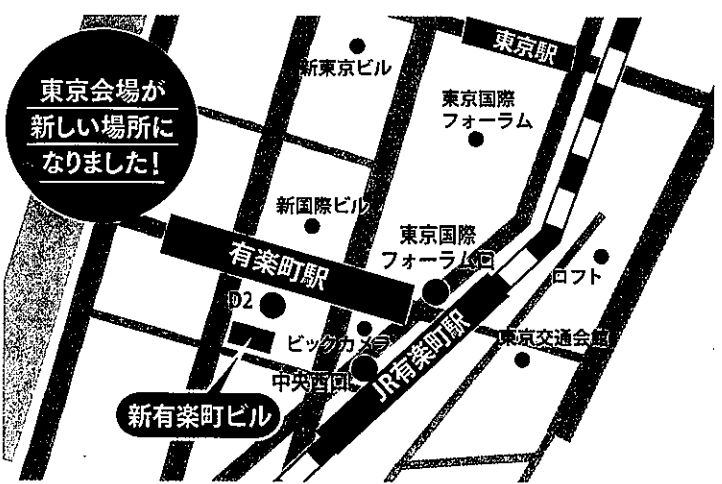 東京会場が
新しい場所に
なりました!
東京駅
新東京ビル
東京国際
フォーラム
新国際ビル
東京国際
フォーラム口
有楽町駅
ロフト
D2
ビックカメラ
JR有楽町駅
東京交通会館
中央西口
新有楽町ビル